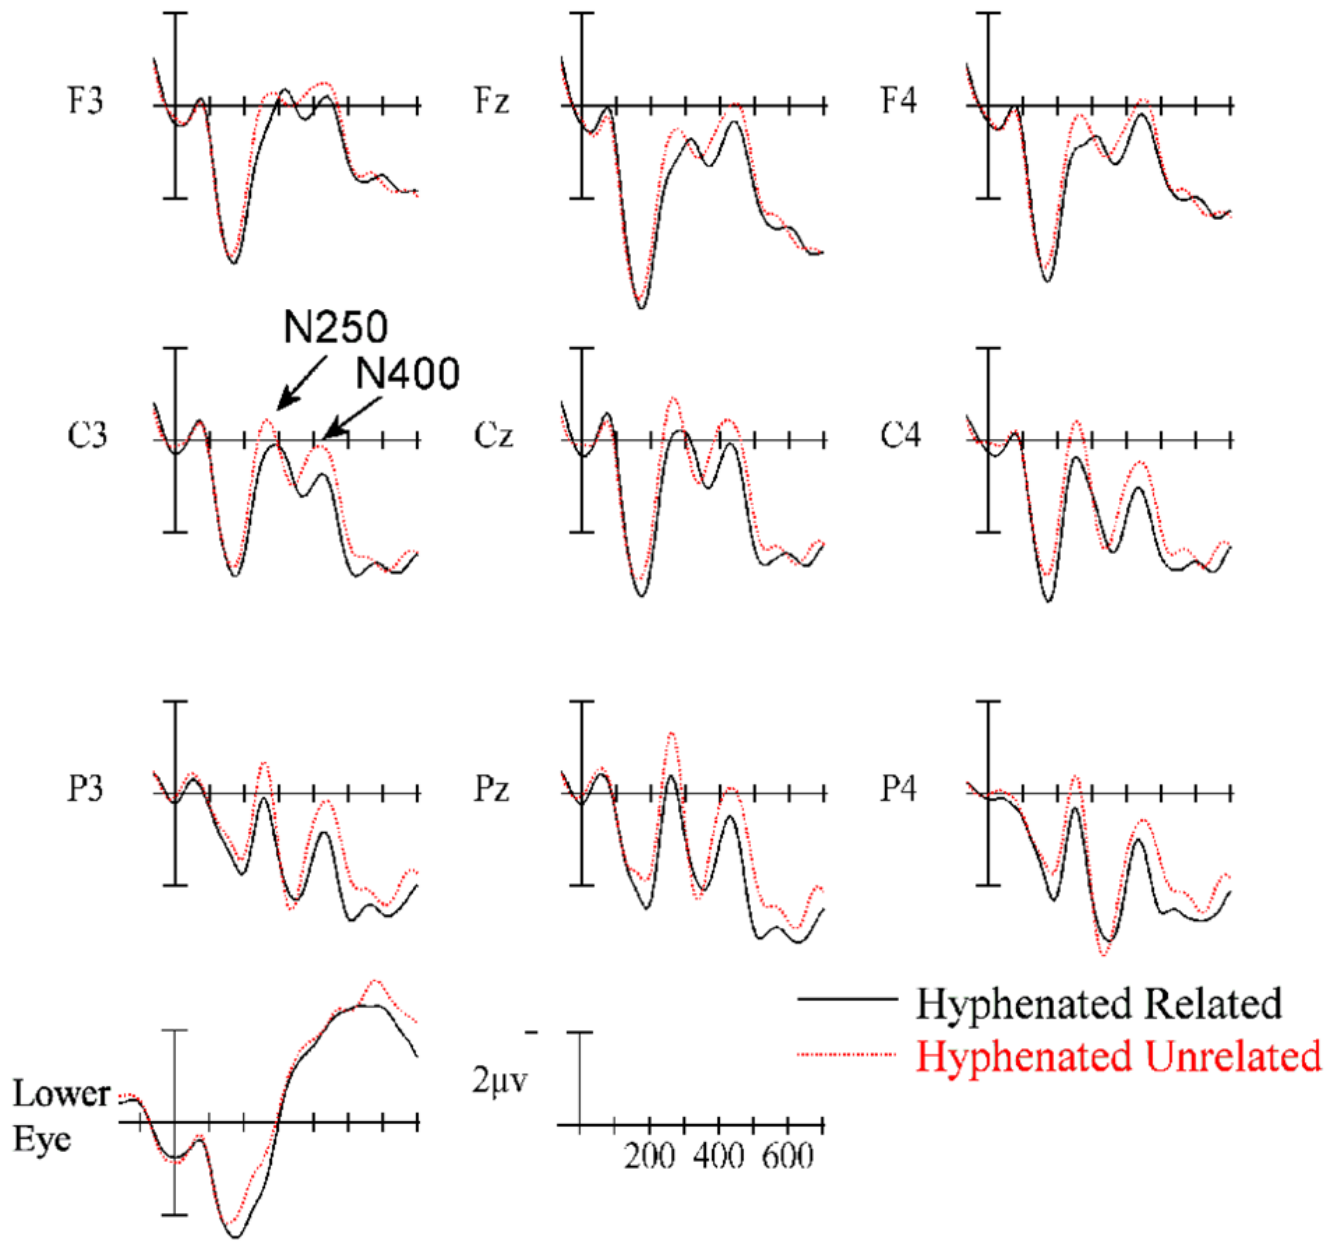 F3
Fz
F4
N250
N400
C3
Cz
C4
P3
Pz
P4
Hyphenated Related
Hyphenated Unrelated
Lower
Eye
-
2μv
200 400 600